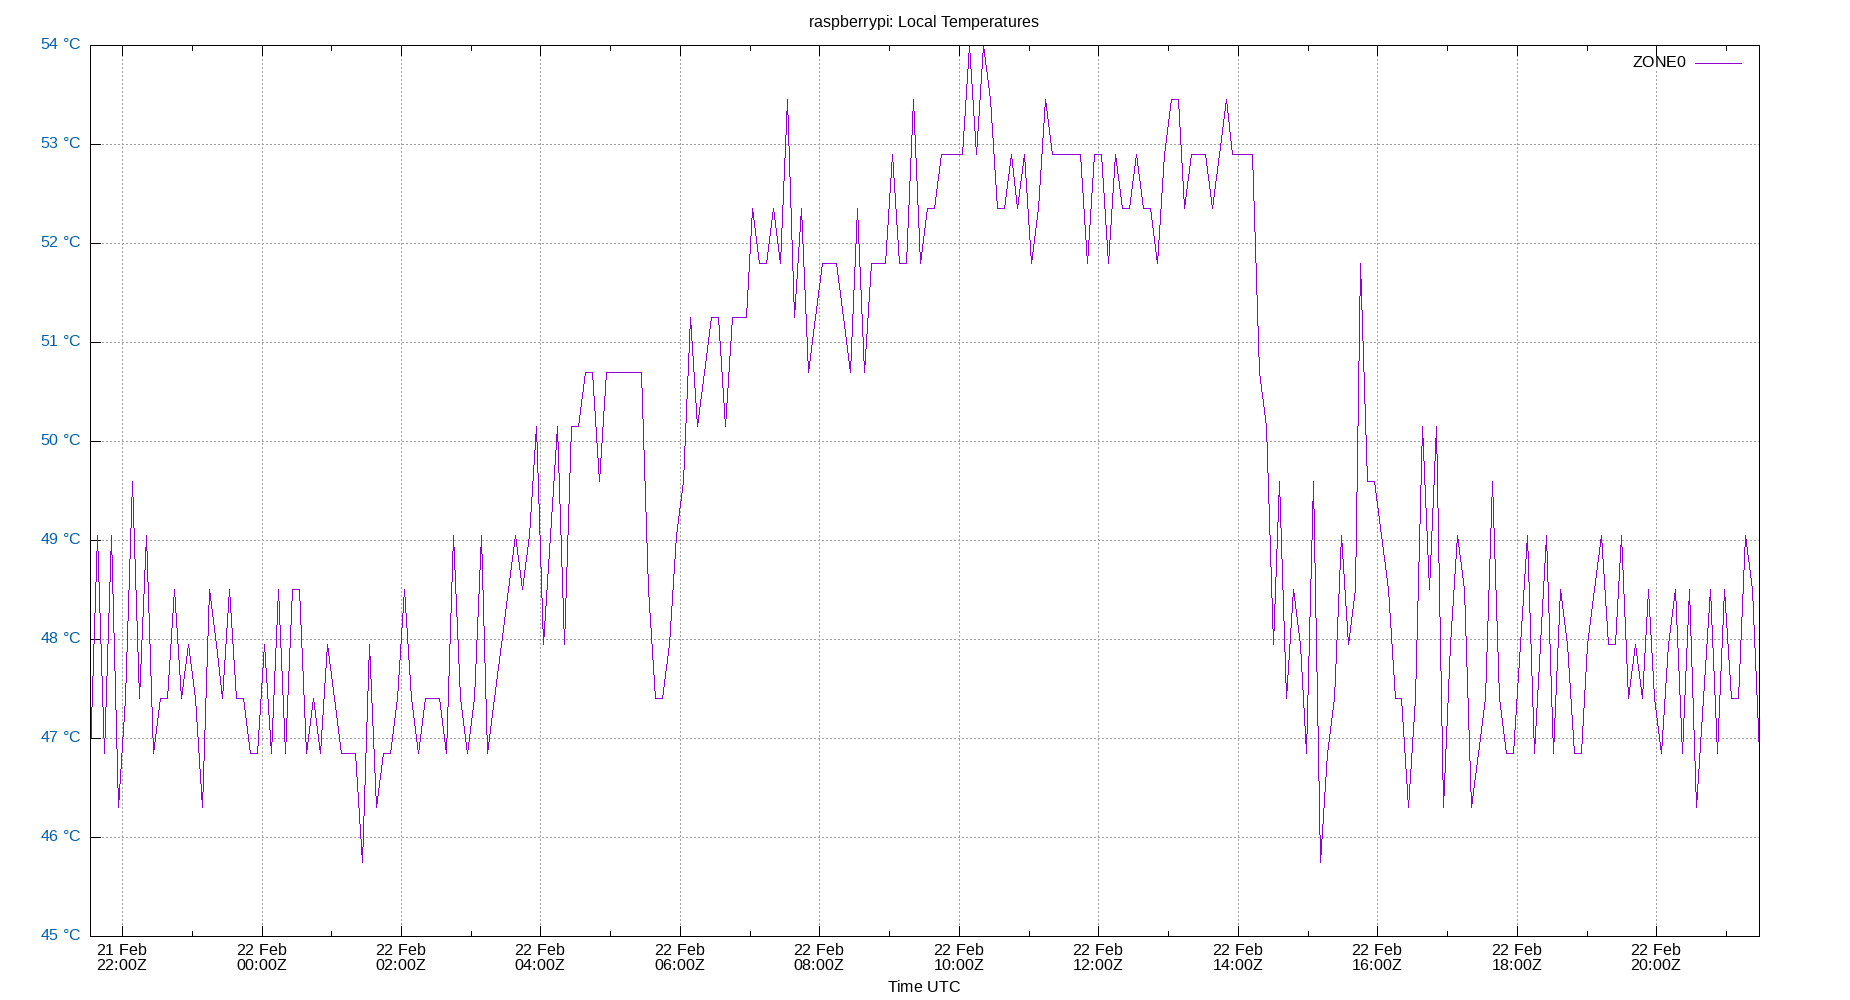 raspberrypi: Local Temperatures
54 °C
ZONE0
53 °C
52 °C
51 °C
50 °C
49 °C
48 °C
47 °C
46 °C
45 °C
21 Feb 22 Feb 22 Feb 22 Feb 22 Feb 22 Feb 22 Feb 22 Feb 22 Feb 22 Feb 22 Feb 22 Feb
22:00Z 00:00Z 02:00Z 04:00Z 06:00Z 08:00Z 10:00Z 12:00Z 14:00Z 16:00Z 18:00Z 20:00Z
Time UTC